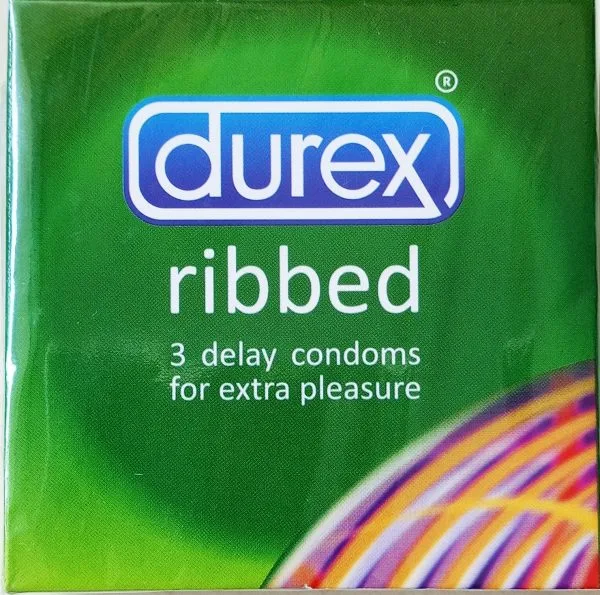 ®
durex
ribbed
3 delay condoms
for extra pleasure